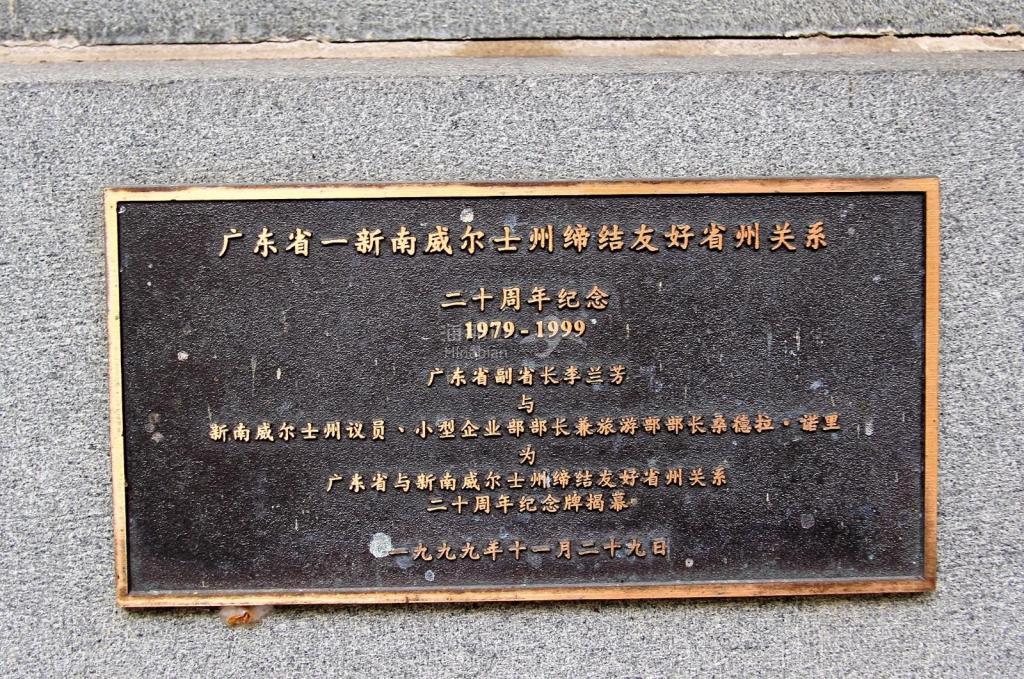 广东省一新南威尔士州缔结友好省州关系
二十周年纪念
1979-1999
广东省副省长李兰芳
与
新南威尔士州议员、小型企业部部长兼旅游部部长桑德拉·诺里
为
广东省与新南威尔士州缔结友好省州关系
二十周年纪念牌揭幕
一九九九年十一月二十九日
Hinabian